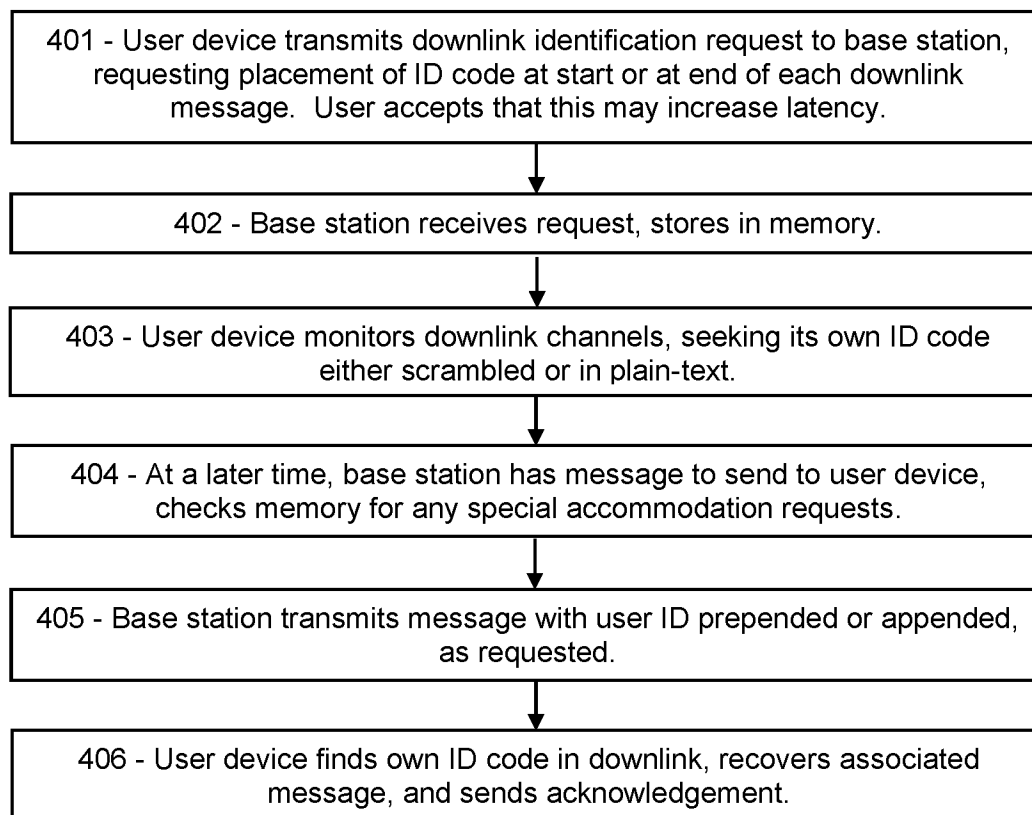 401 - User device transmits downlink identification request to base station,
requesting placement of ID code at start or at end of each downlink
message.  User accepts that this may increase latency.
402 - Base station receives request, stores in memory.
403 - User device monitors downlink channels, seeking its own ID code
either scrambled or in plain-text.
404 - At a later time, base station has message to send to user device,
checks memory for any special accommodation requests.
405 - Base station transmits message with user ID prepended or appended,
as requested.
406 - User device finds own ID code in downlink, recovers associated
message, and sends acknowledgement.